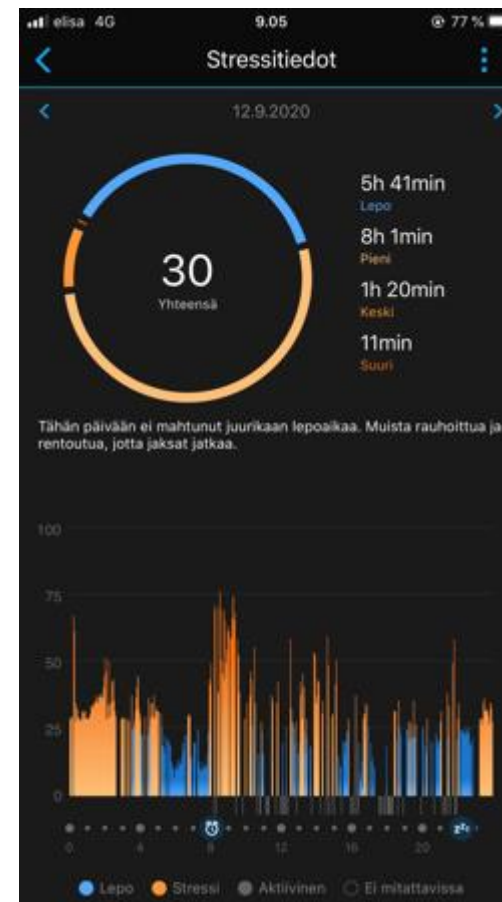 elisa 4G 9.05 77 %
Stressitiedot
12.9.2020
30
Yhteensä
5h 41min
Lepo
8h 1min
Pieni
1h 20min
Keski
11min
Suuri
Tähän päivään ei mahtunut juurikaan lepoaikaa. Muista rauhoittua ja
rentoutua, jotta jaksat jatkaa.
100
75
50
25
0
zzz
0 4 8 12 16 20
Lepo Stressi Aktiivinen Ei mitattavissa